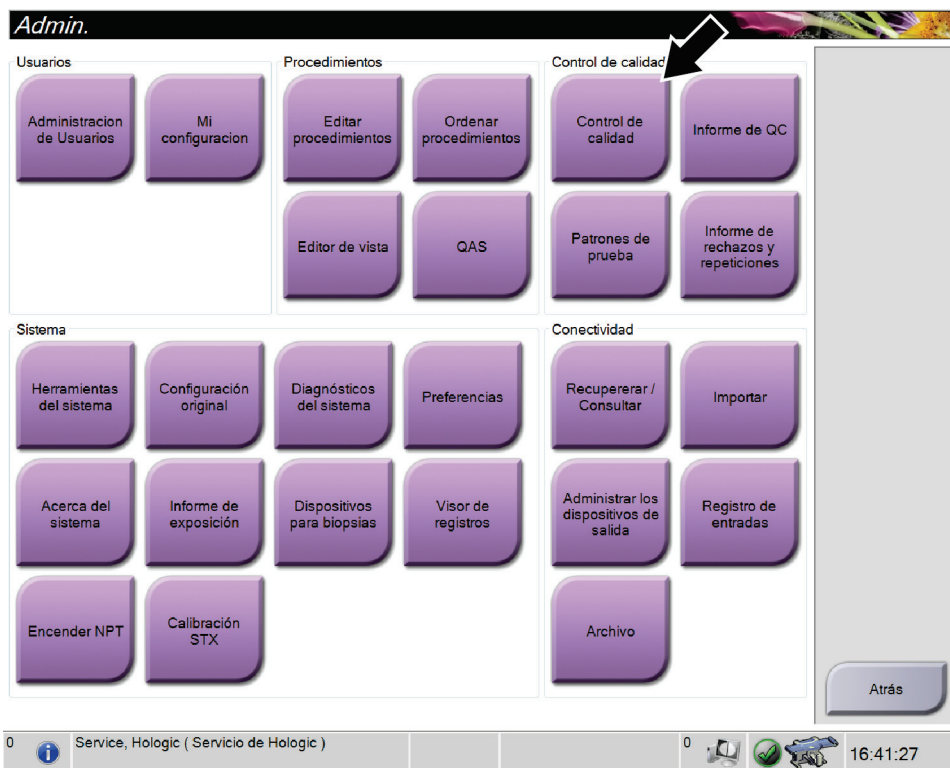 Admin.
Usuarios
Procedimientos
Control de calidad
Administracion
de Usuarios
Mi
configuracion
Editar
procedimientos
Ordenar
procedimientos
Control de
calidad
Informe de QC
Editor de vista
QAS
Patrones de
prueba
Informe de
rechazos y
repeticiones
Sistema
Conectividad
Herramientas
del sistema
Configuración
original
Diagnósticos
del sistema
Preferencias
Recupererar /
Consultar
Importar
Acerca del
sistema
Informe de
exposición
Dispositivos
para biopsias
Visor de
registros
Administrar los
dispositivos de
salida
Registro de
entradas
Encender NPT
Calibración
STX
Archivo
Atrás
0
Service, Hologic ( Servicio de Hologic )
0
16:41:27